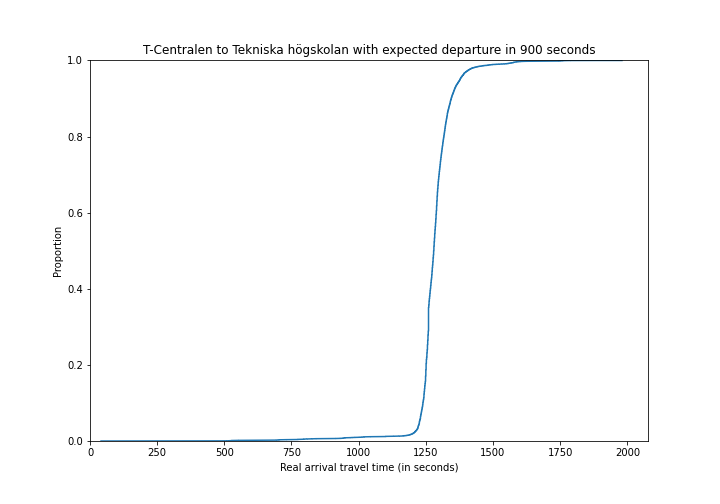 T-Centralen to Tekniska högskolan with expected departure in 900 seconds
1.0
0.8
0.6
0.4
0.2
0.0
Proportion
0 250 500 750 1000 1250 1500 1750 2000
Real arrival travel time (in seconds)